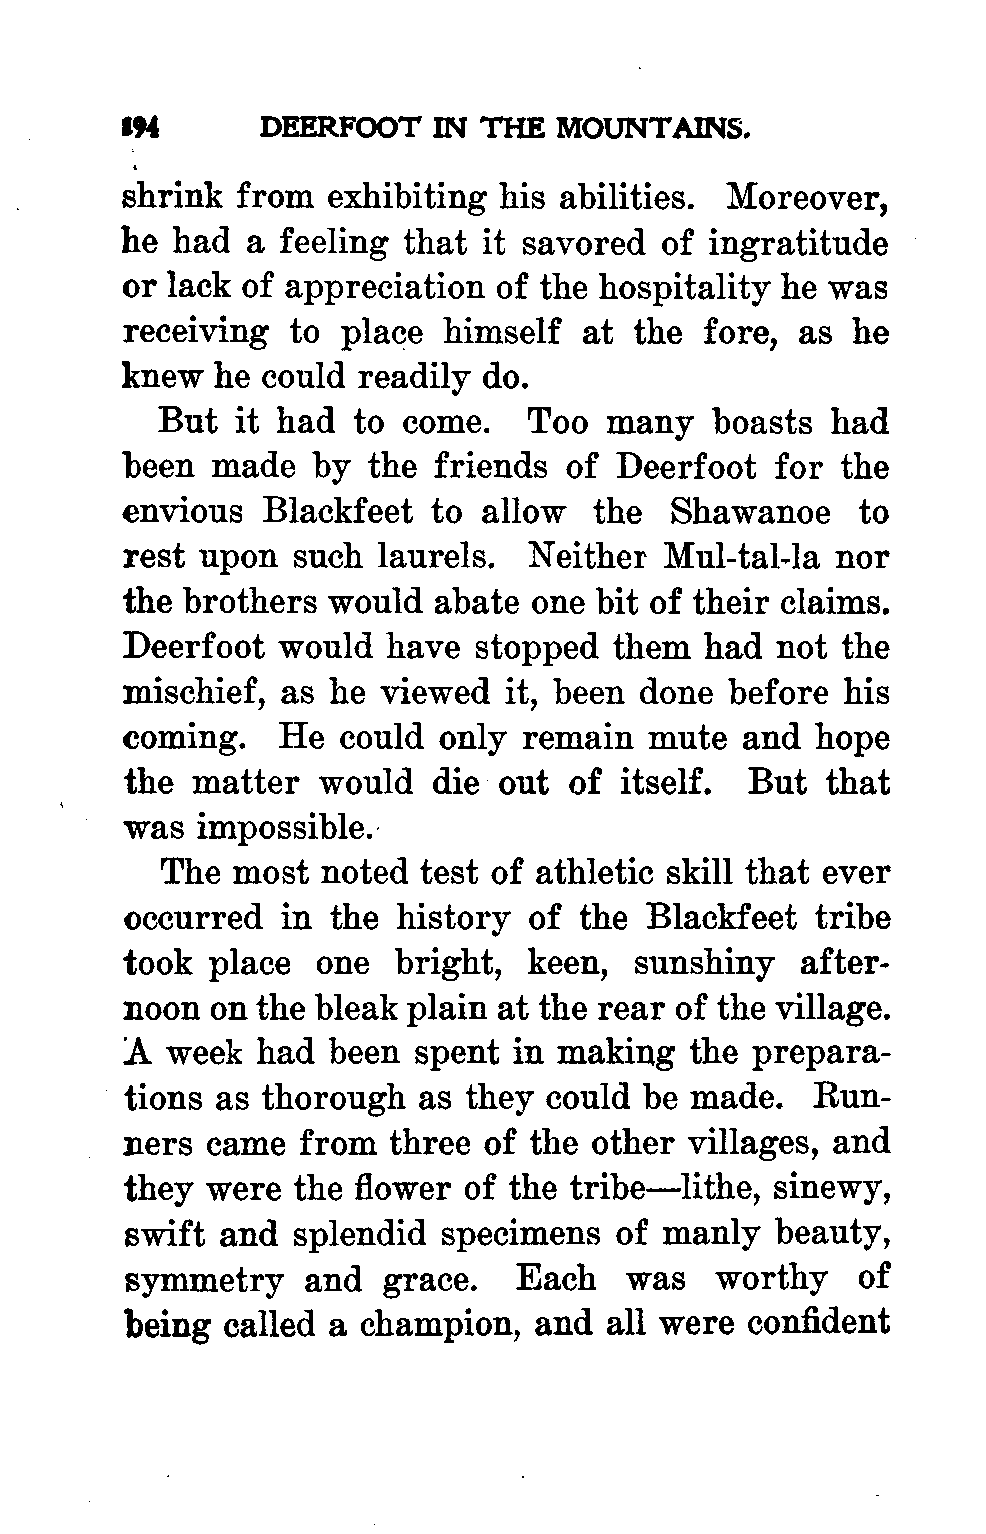 194 DEERFOOT IN THE MOUNTAINS.
shrink from exhibiting his abilities. Moreover,
he had a feeling that it savored of ingratitude
or lack of appreciation of the hospitality he was
receiving to place himself at the fore, as he
knew he could readily do.
But it had to come. Too many boasts had
been made by the friends of Deerfoot for the
envious Blackfeet to allow the Shawanoe to
rest upon such laurels. Neither Mul-tal-la nor
the brothers would abate one bit of their claims.
Deerfoot would have stopped them had not the
mischief, as he viewed it, been done before his
coming. He could only remain mute and hope
the matter would die out of itself. But that
was impossible.
The most noted test of athletic skill that ever
occurred in the history of the Blackfeet tribe
took place one bright, keen, sunshiny after-
noon on the bleak plain at the rear of the village.
A week had been spent in making the prepara-
tions as thorough as they could be made. Run-
ners came from three of the other villages, and
they were the flower of the tribe—lithe, sinewy,
swift and splendid specimens of manly beauty,
symmetry and grace. Each was worthy of
being called a champion, and all were confident